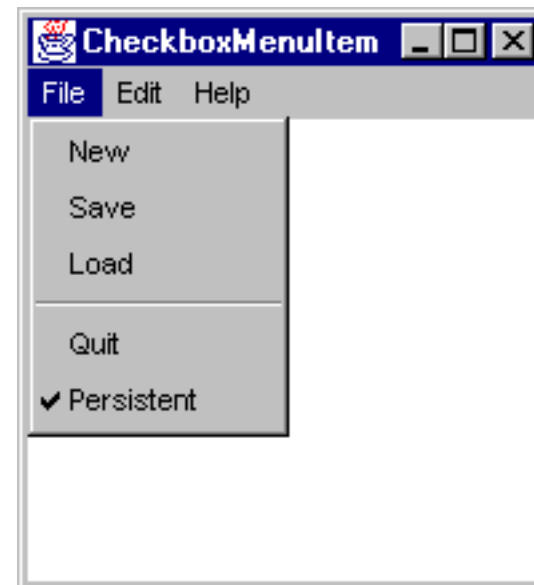 CheckboxMenuItem
File Edit Help
New
Save
Load
Quit
Persistent